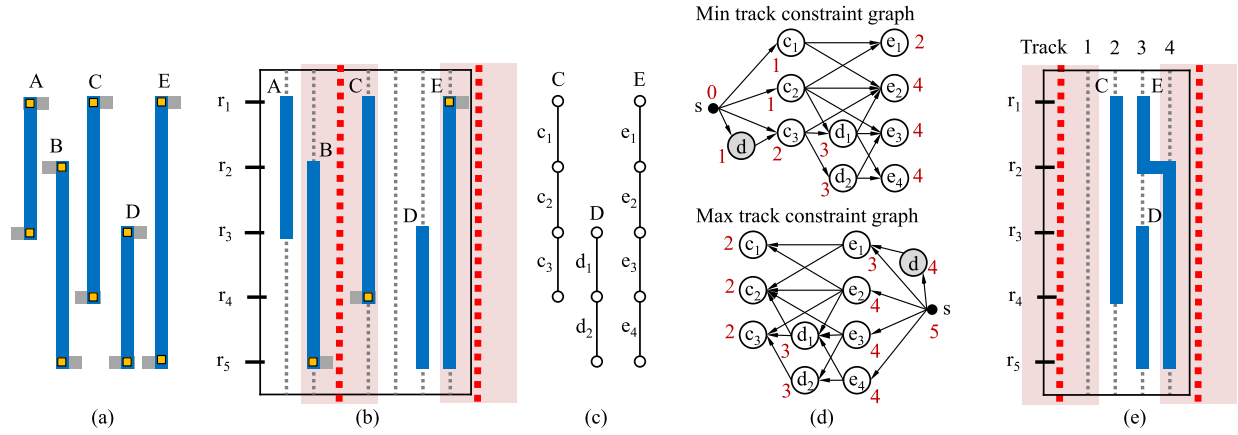 A
B
C
D
E
(a)
r1
r2
r3
r4
r5
A
B
C
D
E
(b)
C
c1
c2
c3
D
d1
d2
E
e1
e2
e3
e4
(c)
Min track constraint graph
c1
1
e1
2
0
s
c2
1
e2
4
d
1
c3
2
d1
3
e3
4
d2
3
e4
4
Max track constraint graph
2
c1
e1
3
d
4
2
c2
e2
4
s
5
2
c3
d1
3
e3
4
d2
3
e4
4
(d)
Track 1 2 3 4
C
E
D
r1
r2
r3
r4
r5
(e)